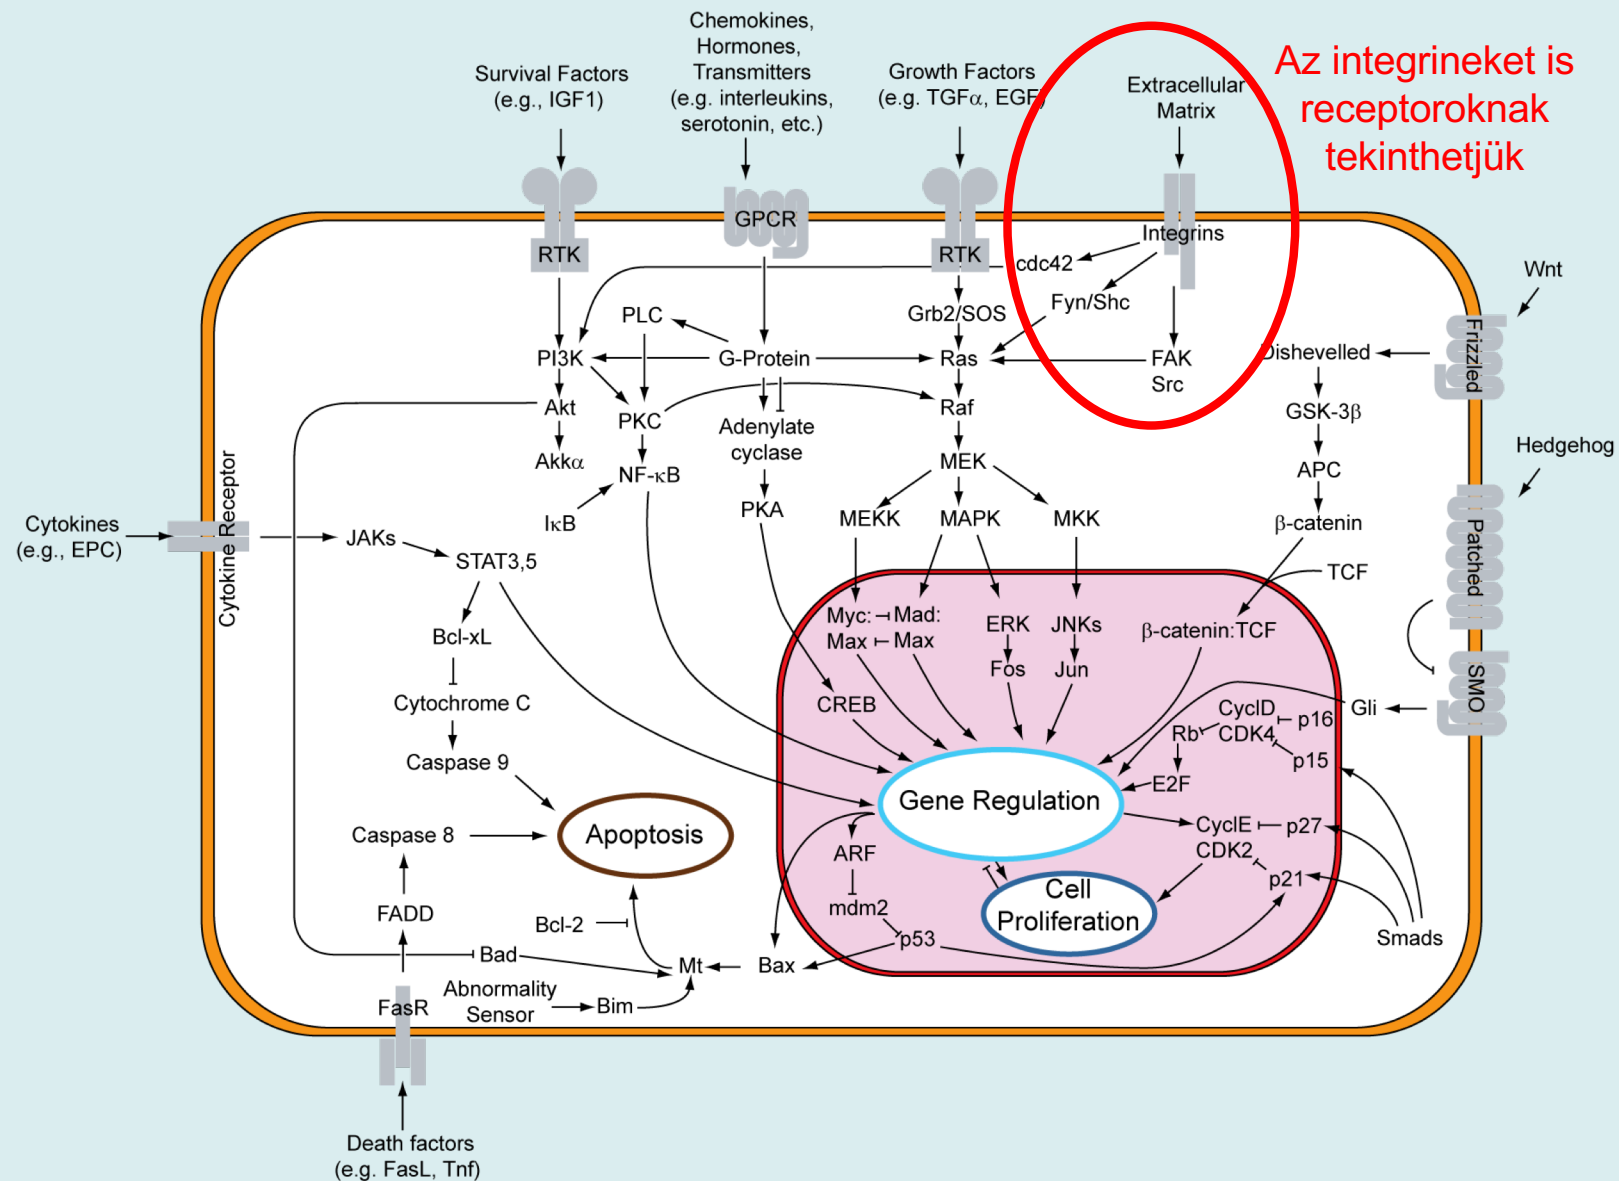 Chemokines,
Hormones,
Transmitters
(e.g. interleukins,
serotonin, etc.)
Survival Factors
(e.g., IGF1)
Growth Factors
(e.g. TGFα, EGF)
Extracellular
Matrix
Az integrineket is
receptoroknak
tekinthetjük
RTK
GPCR
RTK
Integrins
cdc42
Fyn/Shc
Wnt
Frizzled
PLC
Grb2/SOS
PI3K
G-Protein
Ras
FAK
Src
Dishevelled
Akt
PKC
Adenylate
cyclase
Raf
GSK-3β
Akkα
NF-κB
MEK
APC
Hedgehog
Patched
IκB
PKA
MEKK
MAPK
MKK
β-catenin
Cytokines
(e.g., EPC)
Cytokine Receptor
JAKs
STAT3,5
TCF
Myc:
Mad:
Max
Max
ERK
JNKs
β-catenin:TCF
Bcl-xL
Fos
Jun
SMO
Cytochrome C
CREB
Gli
CyclD
CDK4
p16
Rb
p15
Caspase 9
E2F
Gene Regulation
Apoptosis
Caspase 8
ARF
CyclE
CDK2
p27
p21
Cell
Proliferation
FADD
Bcl-2
mdm2
p53
Smads
Bad
Mt
Bax
Abnormality
Sensor
Bim
FasR
Death factors
(e.g. FasL, Tnf)